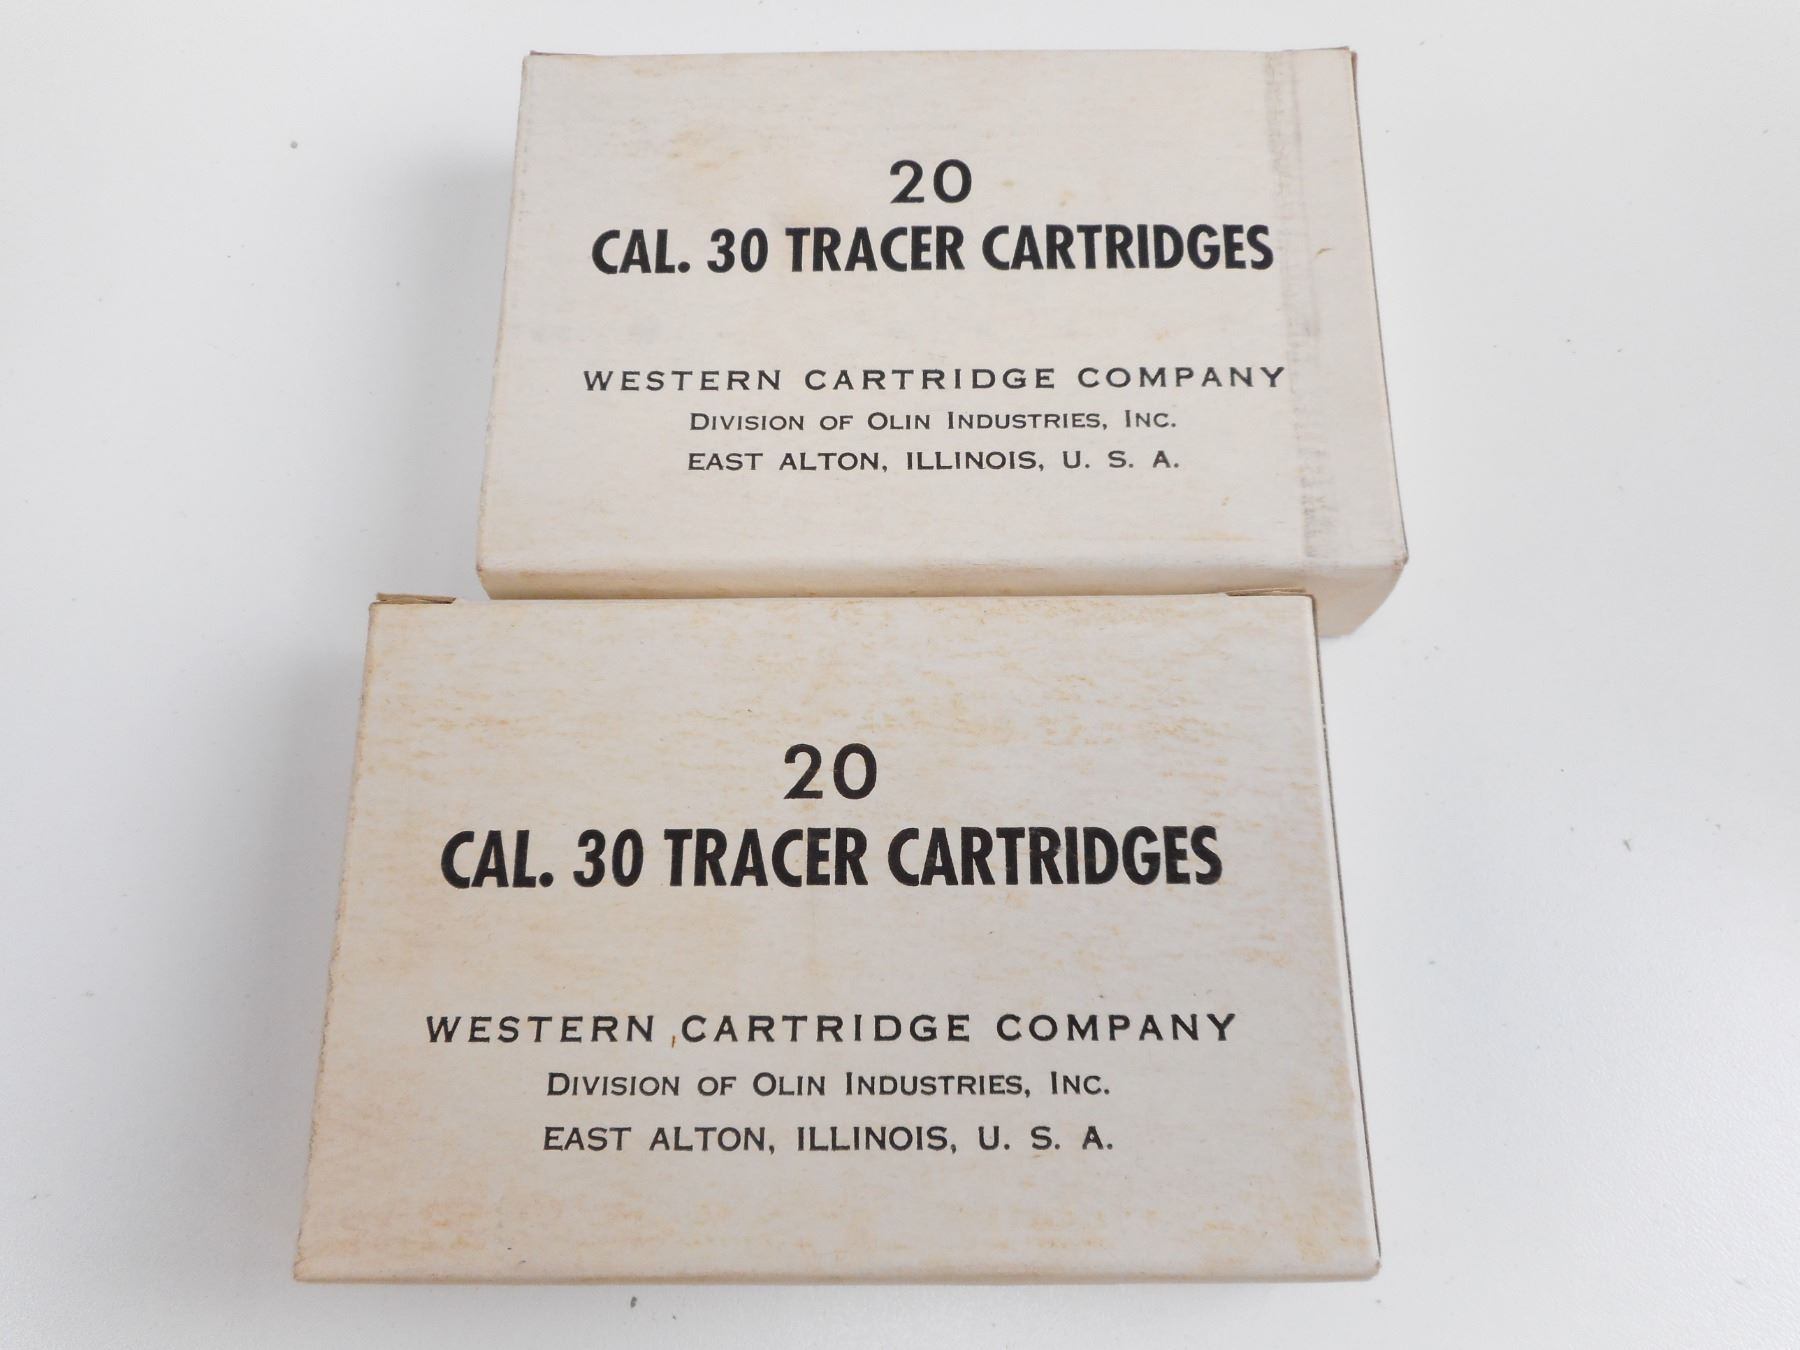 20
CAL. 30 TRACER CARTRIDGES
WESTERN CARTRIDGE COMPANY
DIVISION OF OLIN INDUSTRIES, INC.
EAST ALTON, ILLINOIS, U. S. A.
20
CAL. 30 TRACER CARTRIDGES
WESTERN CARTRIDGE COMPANY
DIVISION OF OLIN INDUSTRIES, INC.
EAST ALTON, ILLINOIS, U. S. A.